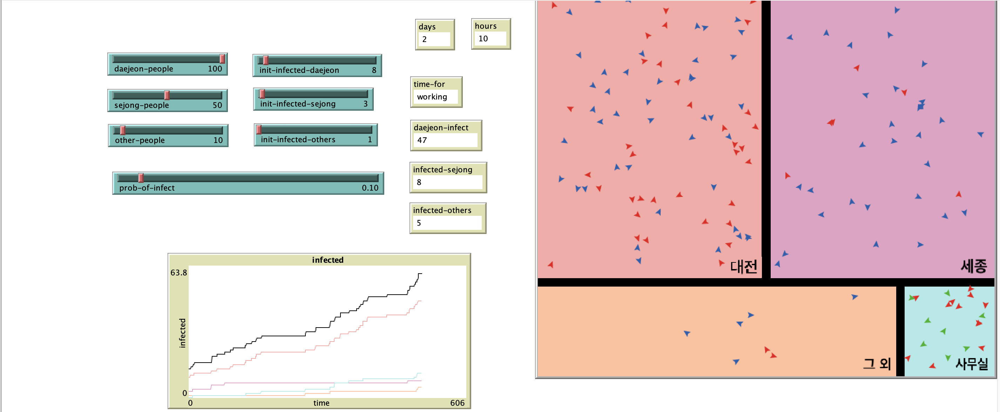 days
2
hours
10
daejeon-people 100
init-infected-daejeon 8
time-for
working
sejong-people 50
init-infected-sejong 3
daejeon-infect
47
other-people 10
init-infected-others 1
infected-sejong
8
prob-of-infect 0.10
infected-others
5
infected
63.8
infected
0
0 time 606
대전
세종
그 외
사무실